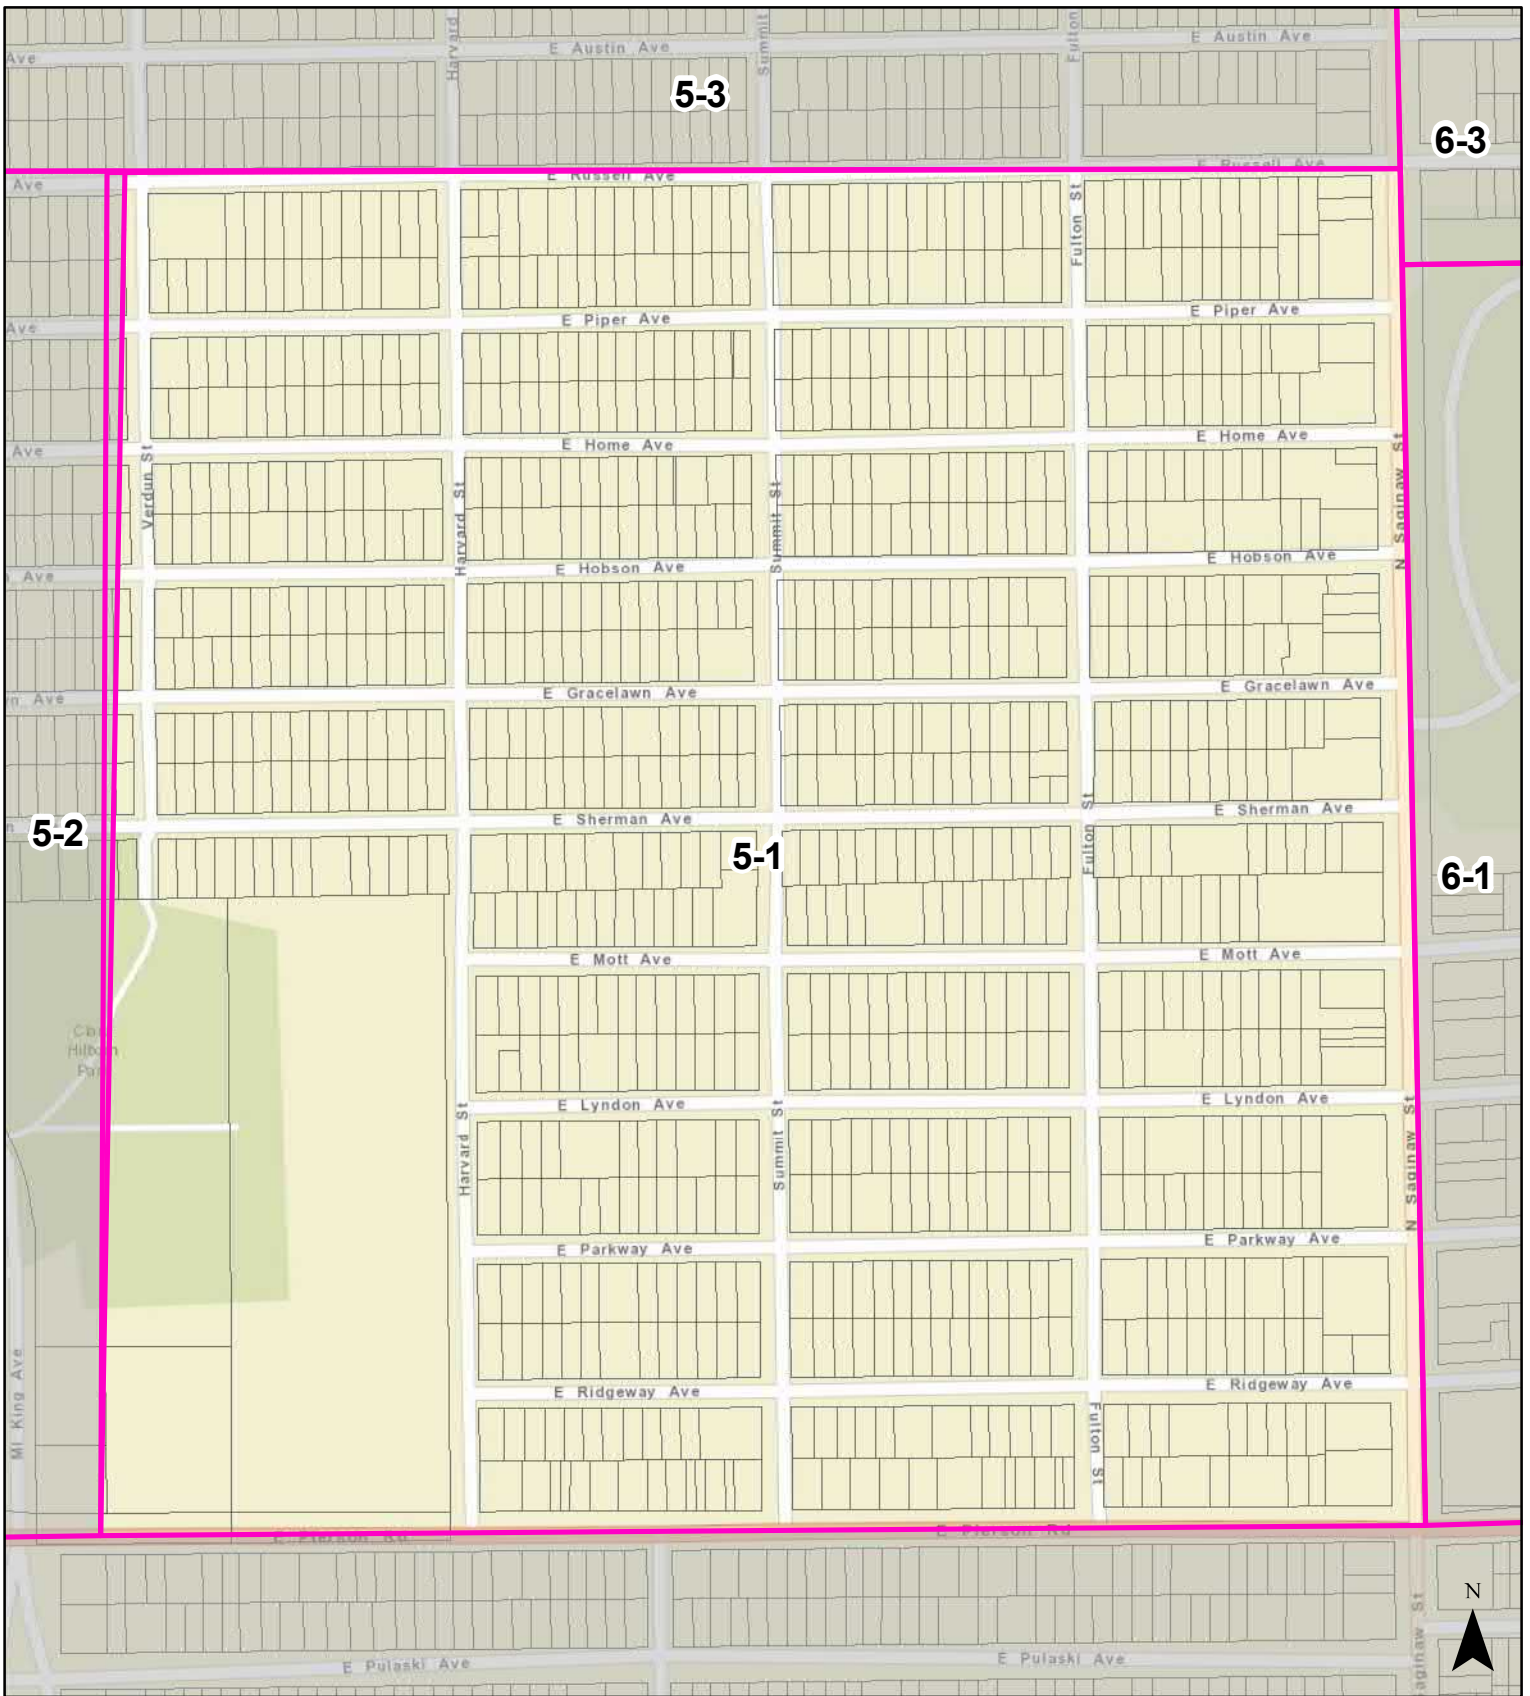 Harvard
Summit
Fulton
E Austin Ave
E Austin Ave
Ave
5-3
6-3
E Russell Ave
E Russell Ave
Ave
Fulton St
E Piper Ave
E Piper Ave
Ave
E Home Ave
E Home Ave
Ave
Verdun St
Harvard St
Summit St
N Saginaw St
E Hobson Ave
E Hobson Ave
Ave
E Gracelawn Ave
E Gracelawn Ave
Ave
E Sherman Ave
E Sherman Ave
Fulton St
5-2
5-1
6-1
E Mott Ave
E Mott Ave
Park
E Lyndon Ave
E Lyndon Ave
Harvard St
Summit St
N Saginaw St
E Parkway Ave
E Parkway Ave
Ml King Ave
E Ridgeway Ave
E Ridgeway Ave
Fulton St
E Pierson Rd
E Pierson Rd
N
E Pulaski Ave
E Pulaski Ave
aginaw St